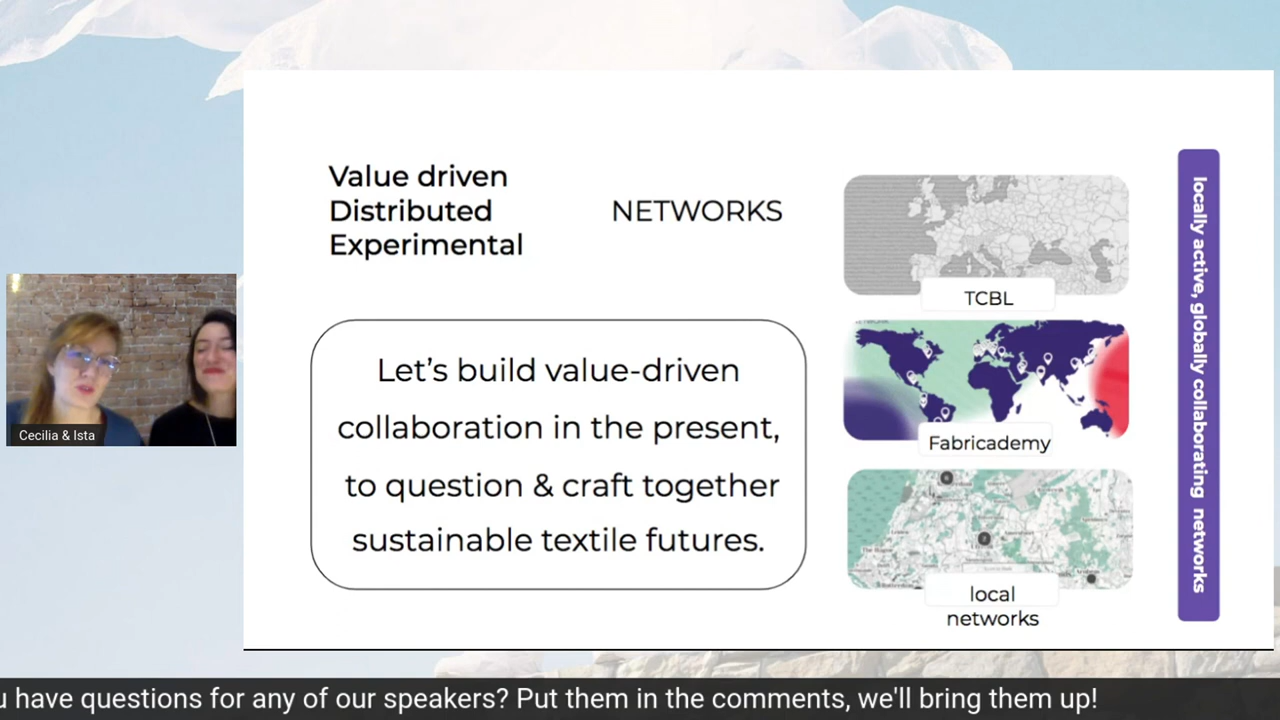 Value driven
Distributed
Experimental
NETWORKS
Let's build value-driven
collaboration in the present,
to question & craft together
sustainable textile futures.
TCBL
Fabricademy
local
networks
locally active, globally collaborating networks
Cecilia & Ista
have questions for any of our speakers? Put them in the comments, we'll bring them up!